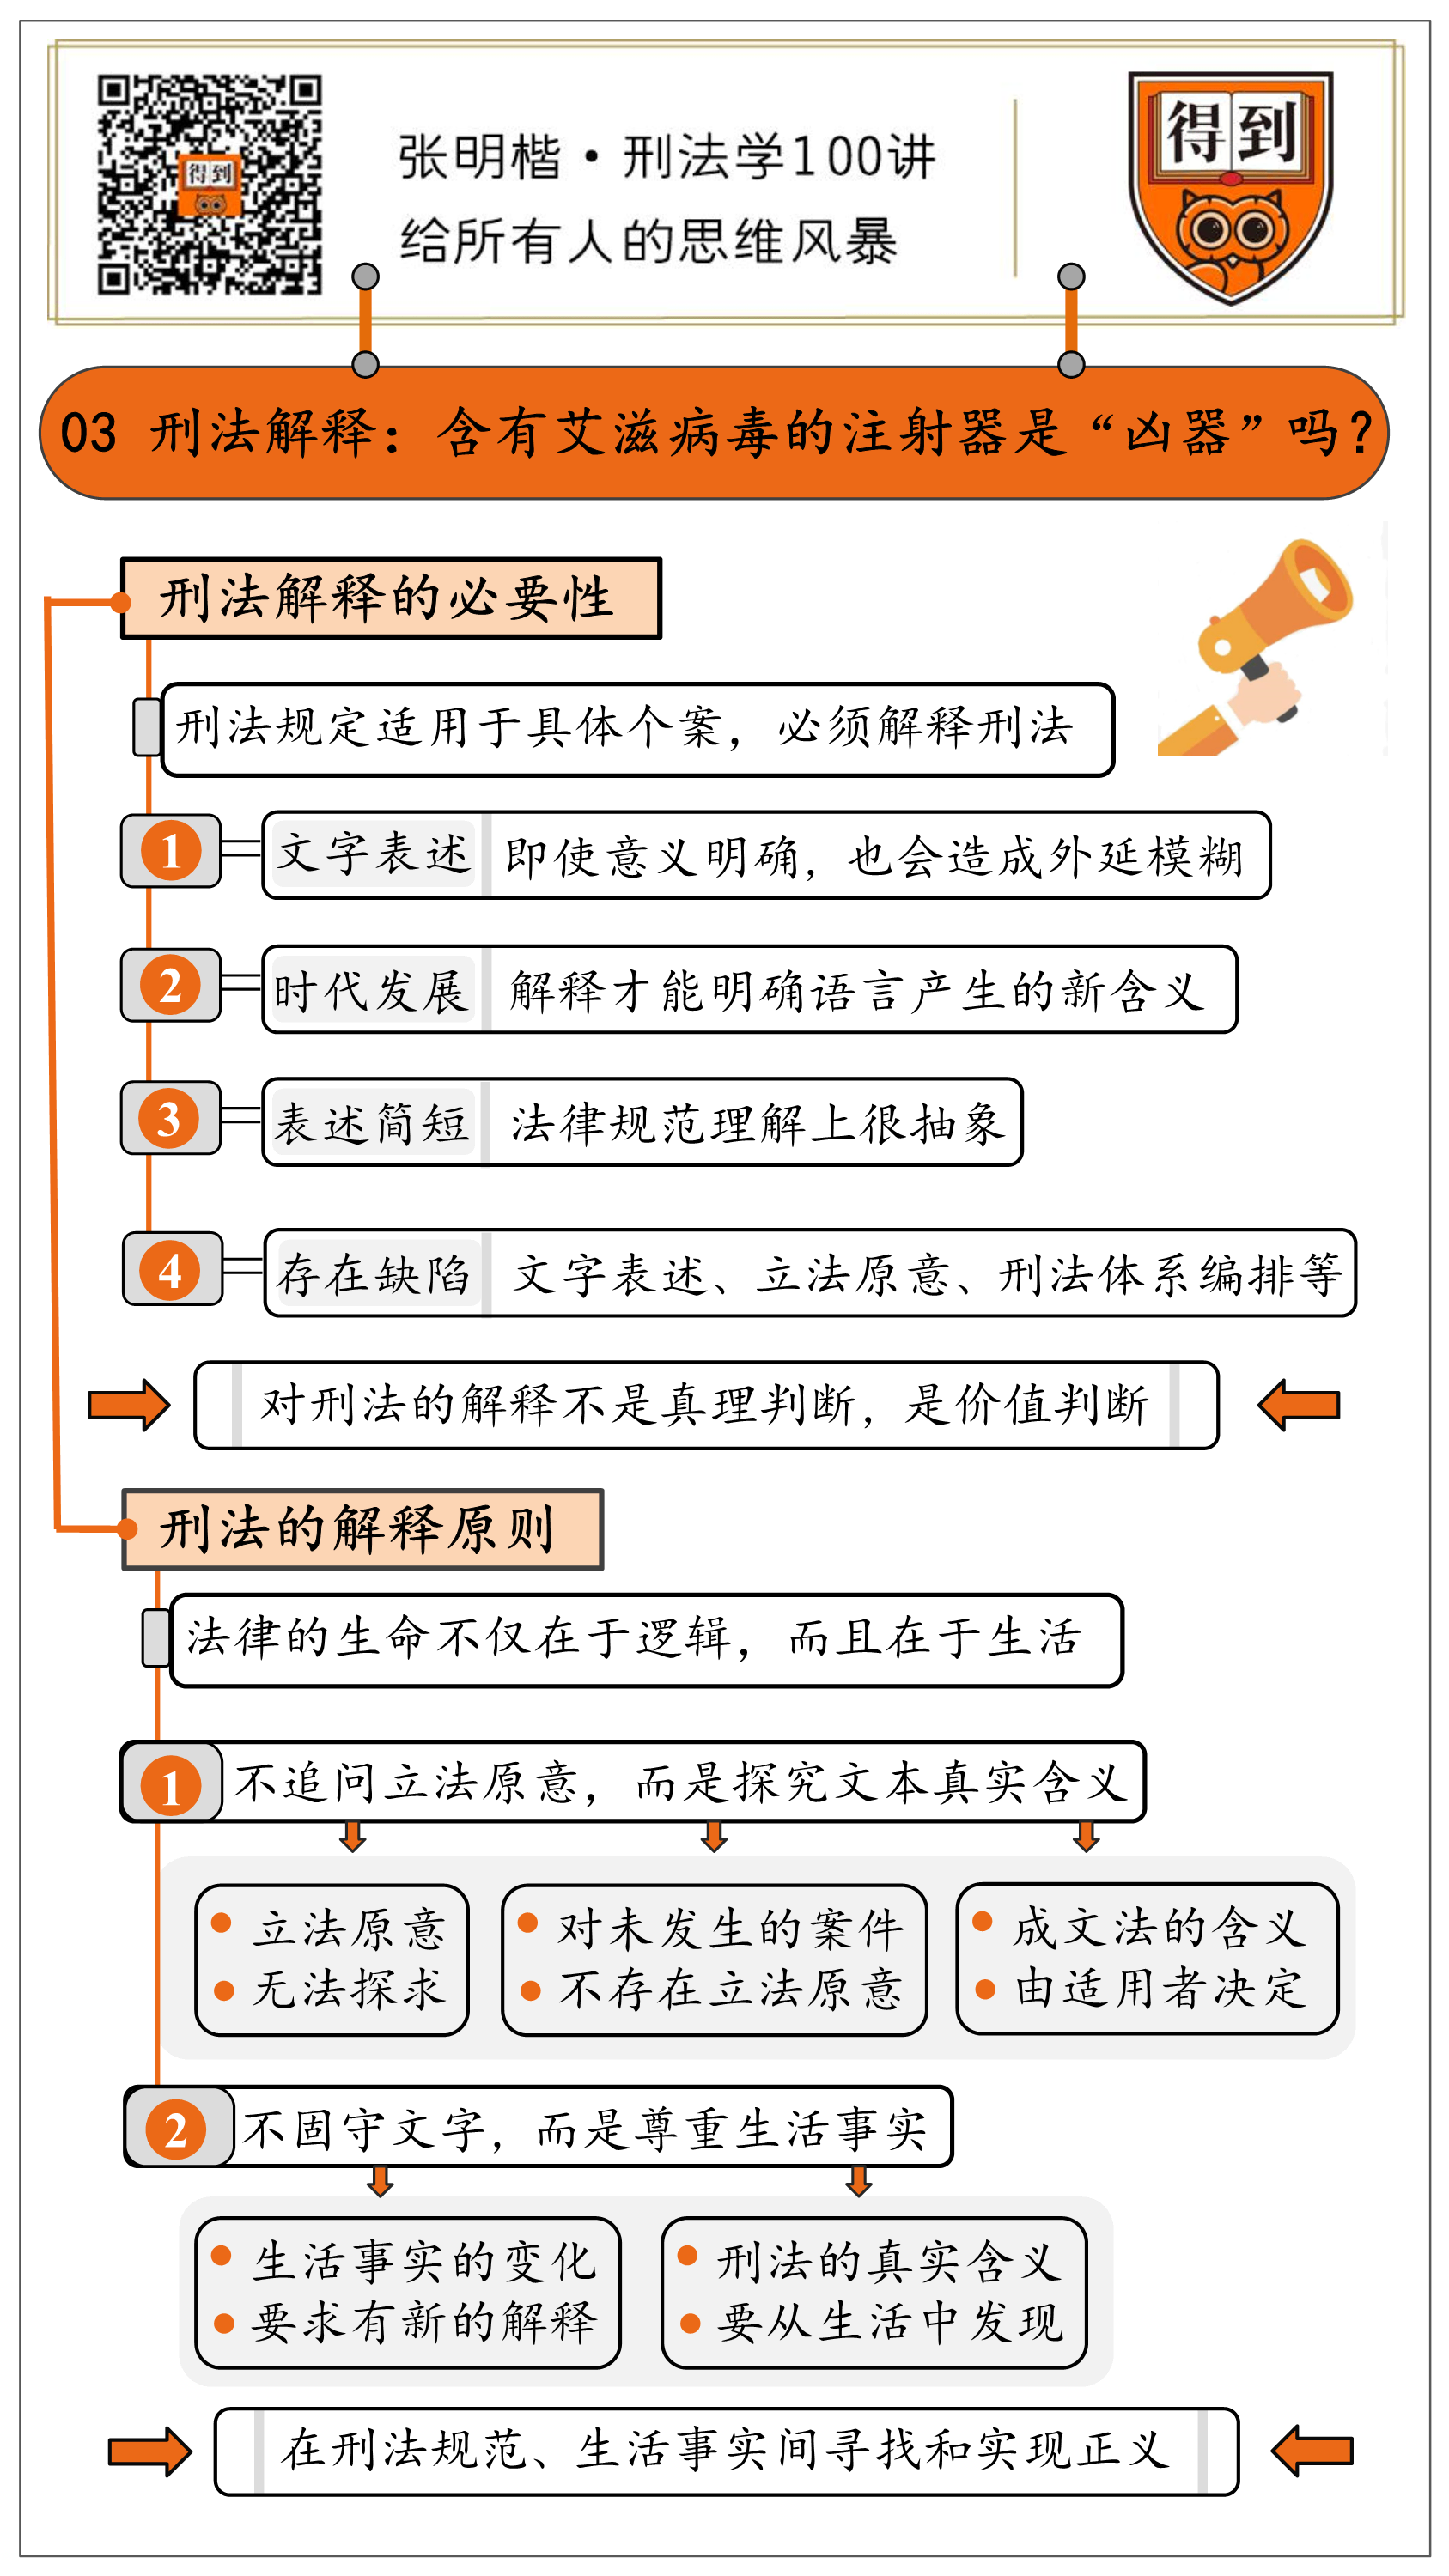 得到
张明楷·刑法学100讲
给所有人的思维风暴
得到
03 刑法解释：含有艾滋病毒的注射器是“凶器”吗？
刑法解释的必要性
刑法规定适用于具体个案，必须解释刑法
1 文字表述 即使意义明确，也会造成外延模糊
2 时代发展 解释才能明确语言产生的新含义
3 表述简短 法律规范理解上很抽象
4 存在缺陷 文字表述、立法原意、刑法体系编排等
对刑法的解释不是真理判断，是价值判断
刑法的解释原则
法律的生命不仅在于逻辑，而且在于生活
1 不追问立法原意，而是探究文本真实含义
立法原意
无法探求
对未发生的案件
不存在立法原意
成文法的含义
由适用者决定
2 不固守文字，而是尊重生活事实
生活事实的变化
要求有新的解释
刑法的真实含义
要从生活中发现
在刑法规范、生活事实间寻找和实现正义